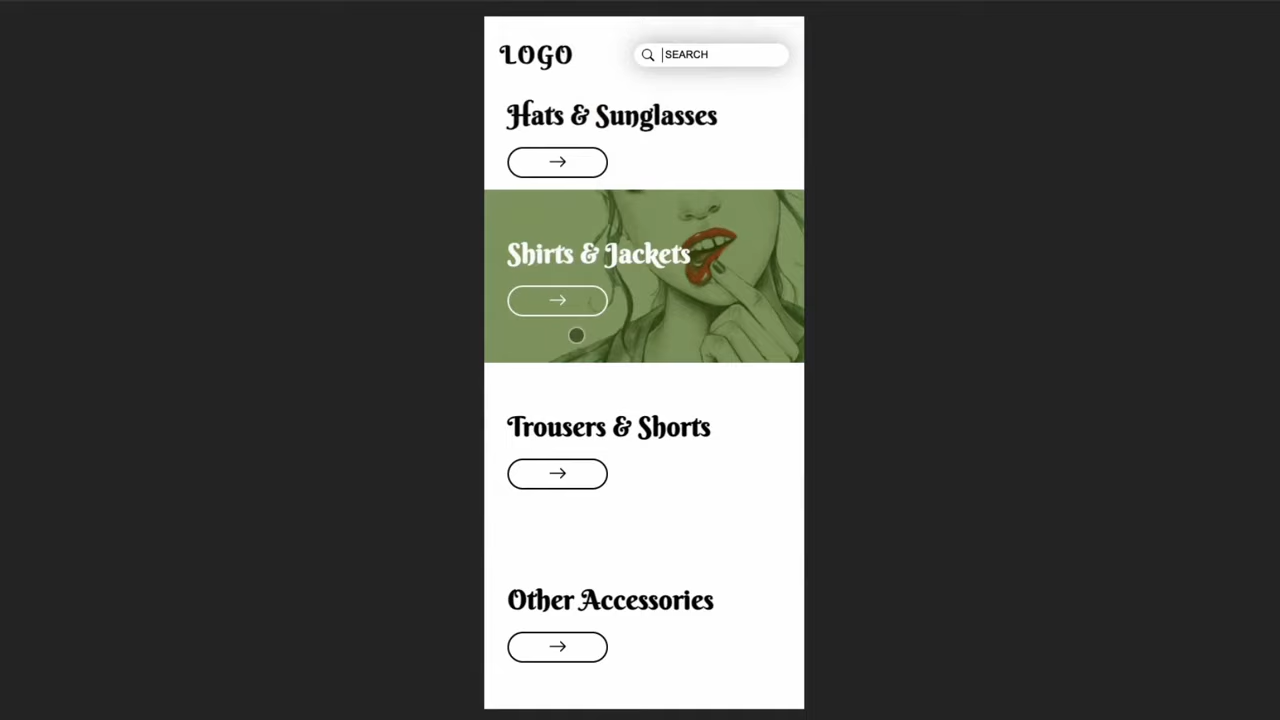 LOGO
SEARCH
Hats & Sunglasses
Shirts & Jackets
Trousers & Shorts
Other Accessories